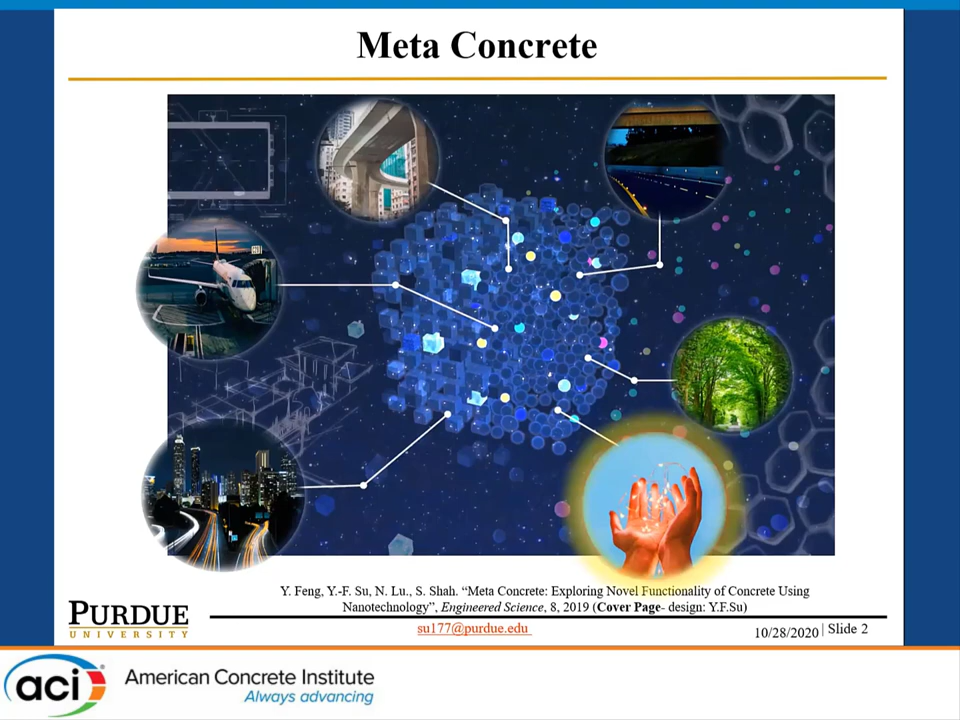 Meta Concrete
Y. Feng, Y.-F. Su, N. Lu., S. Shah. “Meta Concrete: Exploring Novel Functionality of Concrete Using
Nanotechnology”, Engineered Science, 8, 2019 (Cover Page- design: Y.F.Su)
PURDUE
UNIVERSITY
su177@purdue.edu
10/28/2020 | Slide 2
aci
American Concrete Institute
Always advancing